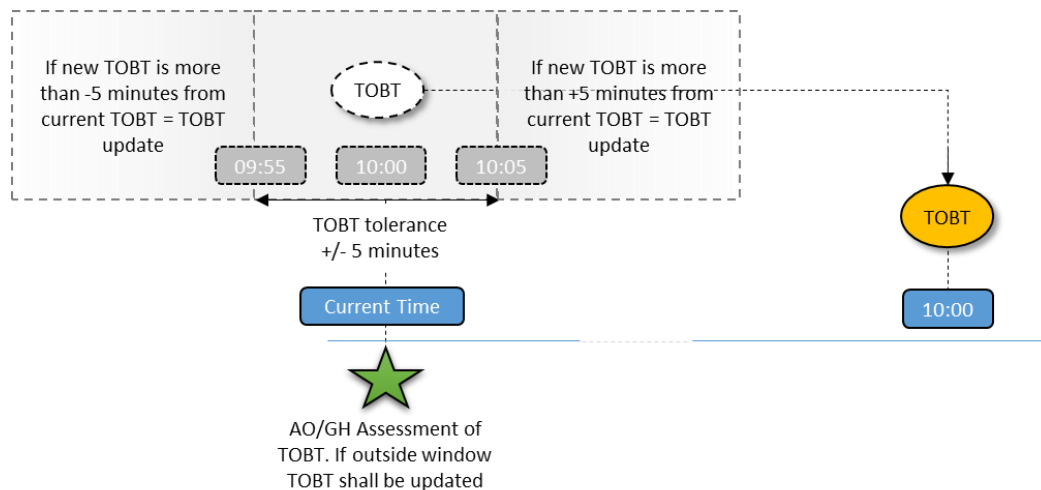 If new TOBT is more
than -5 minutes from
current TOBT = TOBT
update
TOBT
If new TOBT is more
than +5 minutes from
current TOBT = TOBT
update
09:55
10:00
10:05
TOBT tolerance
+/- 5 minutes
TOBT
Current Time
10:00
AO/GH Assessment of
TOBT. If outside window
TOBT shall be updated